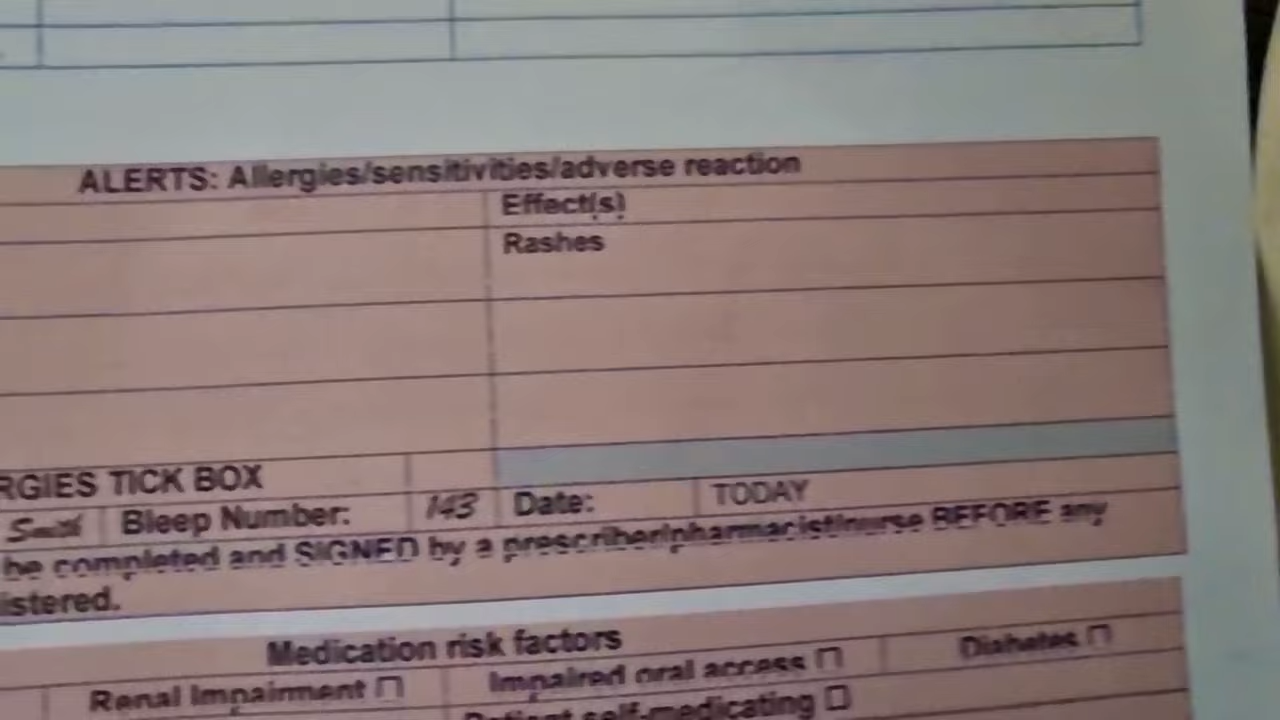 ALERTS: Allergies/sensitivities/adverse reaction
Effect(s)
Rashes
RGIES TICK BOX
Smith Bleep Number: 143 Date: TODAY
be completed and SIGNED by a prescriber/pharmacist/nurse BEFORE any
istered.
Medication risk factors
Renal Impairment Impaired oral access Diabetes
Patient self-medicating